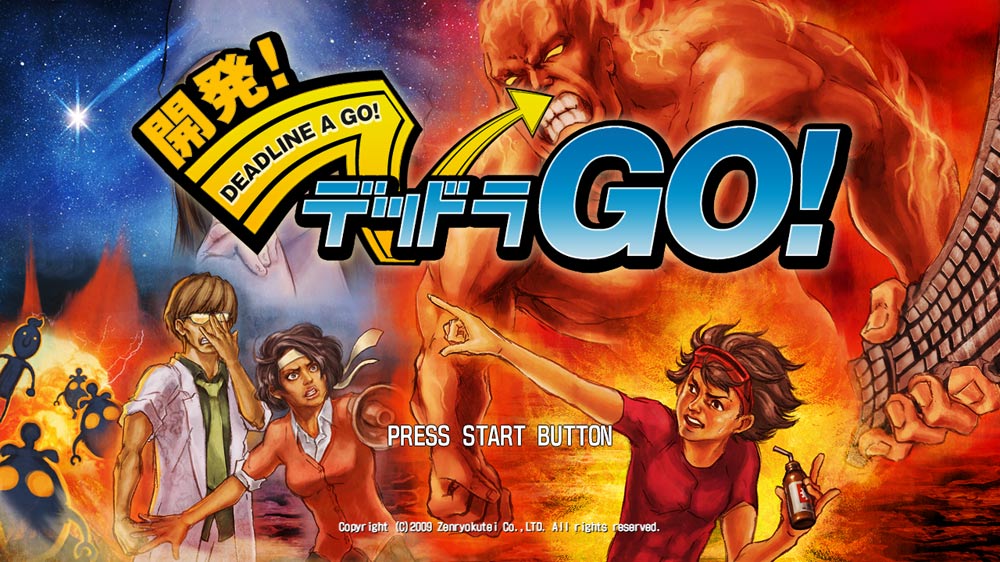 開発!
DEADLINE A GO!
デッドラGO!
PRESS START BUTTON
Copyright (C)2009 Zenryokutei Co.,LTD. All rights reserved.